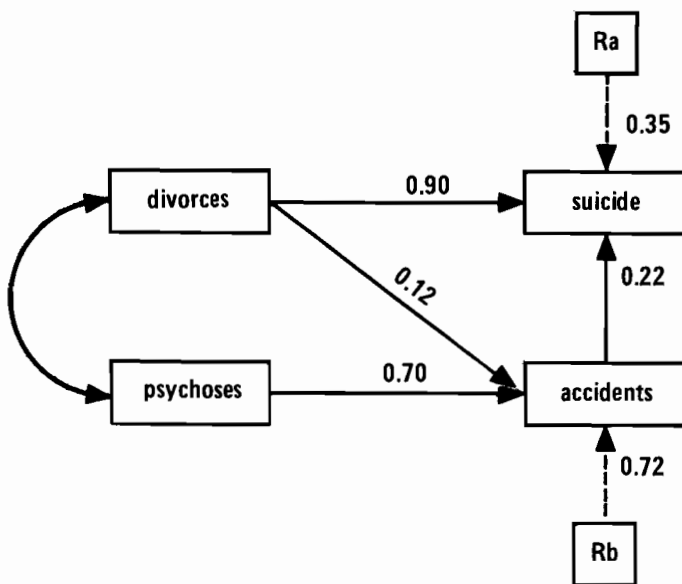 Ra
0.35
divorces
0.90
suicide
0.12
0.22
psychoses
0.70
accidents
0.72
Rb